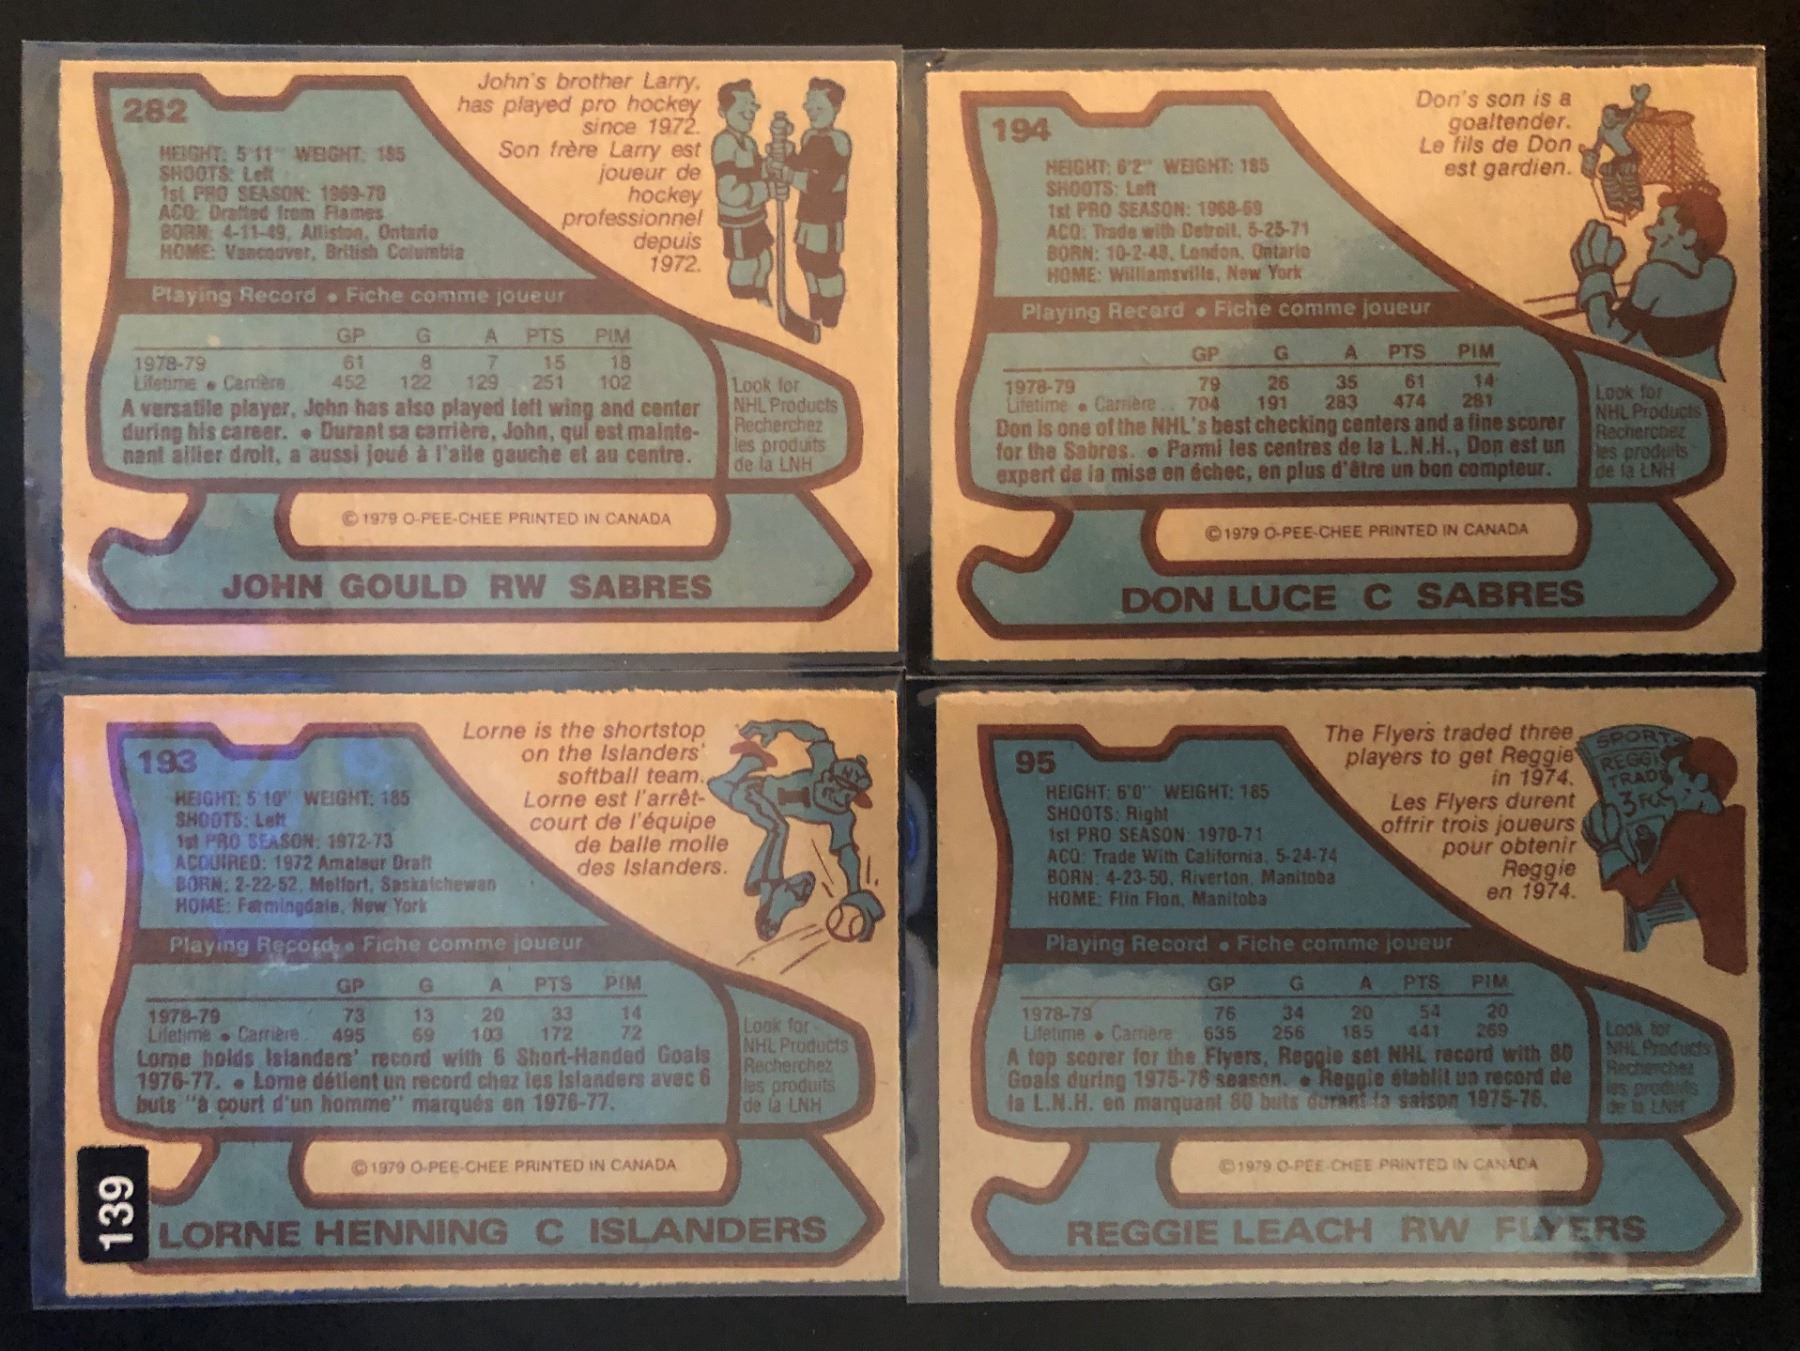 282
HEIGHT: 5'11" WEIGHT: 185
SHOOTS: Left
1st PRO SEASON: 1969-70
ACQ: Drafted from Flames
BORN: 4-11-49, Alliston, Ontario
HOME: Vancouver, British Columbia
John's brother Larry,
has played pro hockey
since 1972.
Son frère Larry est
joueur de
hockey
professionnel
depuis
1972.
Playing Record • Fiche comme joueur
GP G A PTS PIM
1978-79 61 8 7 15 18
Lifetime • Carrière 452 122 129 251 102
A versatile player, John has also played left wing and center
during his career. • Durant sa carrière, John, qui est mainte-
nant ailier droit, a aussi joué à l'aile gauche et au centre.
Look for
NHL Products
Recherchez
les produits
de la LNH
© 1979 O-PEE-CHEE PRINTED IN CANADA
JOHN GOULD RW SABRES
194
HEIGHT: 6'2" WEIGHT: 185
SHOOTS: Left
1st PRO SEASON: 1968-69
ACQ: Trade with Detroit, 5-25-71
BORN: 10-2-48, London, Ontario
HOME: Williamsville, New York
Don's son is a
goaltender.
Le fils de Don
est gardien.
Playing Record • Fiche comme joueur
GP G A PTS PIM
1978-79 79 26 35 61 14
Lifetime • Carrière . . 704 191 283 474 281
Don is one of the NHL's best checking centers and a fine scorer
for the Sabres. • Parmi les centres de la L.N.H., Don est un
expert de la mise en échec, en plus d'être un bon compteur.
Look for
NHL Products
Recherchez
les produits
de la LNH
© 1979 O-PEE-CHEE PRINTED IN CANADA
DON LUCE C SABRES
193
HEIGHT: 5'10" WEIGHT: 185
SHOOTS: Left
1st PRO SEASON: 1972-73
ACQUIRED: 1972 Amateur Draft
BORN: 2-22-52, Melfort, Saskatchewan
HOME: Farmingdale, New York
Lorne is the shortstop
on the Islanders'
softball team.
Lorne est l'arrêt-
court de l'équipe
de balle molle
des Islanders.
Playing Record • Fiche comme joueur
GP G A PTS PIM
1978-79 73 13 20 33 14
Lifetime • Carrière . 495 69 103 172 72
Lorne holds Islanders' record with 6 Short-Handed Goals
1976-77. • Lorne détient un record chez les Islanders avec 6
buts "à court d'un homme" marqués en 1976-77.
Look for
NHL Products
Recherchez
les produits
de la LNH
© 1979 O-PEE-CHEE PRINTED IN CANADA
139
LORNE HENNING C ISLANDERS
95
HEIGHT: 6'0" WEIGHT: 185
SHOOTS: Right
1st PRO SEASON: 1970-71
ACQ: Trade With California, 5-24-74
BORN: 4-23-50, Riverton, Manitoba
HOME: Flin Flon, Manitoba
The Flyers traded three
players to get Reggie
in 1974.
Les Flyers durent
offrir trois joueurs
pour obtenir
Reggie
en 1974.
SPORT
REGGI
TRAD
3 FO
Playing Record • Fiche comme joueur
GP G A PTS PIM
1978-79 76 34 20 54 20
Lifetime • Carrière 635 256 185 441 269
A top scorer for the Flyers, Reggie set NHL record with 80
Goals during 1975-76 season. • Reggie établit un record de
la L.N.H. en marquant 80 buts durant la saison 1975-76.
Look for
NHL Products
Recherchez
les produits
de la LNH
© 1979 O-PEE-CHEE PRINTED IN CANADA
REGGIE LEACH RW FLYERS